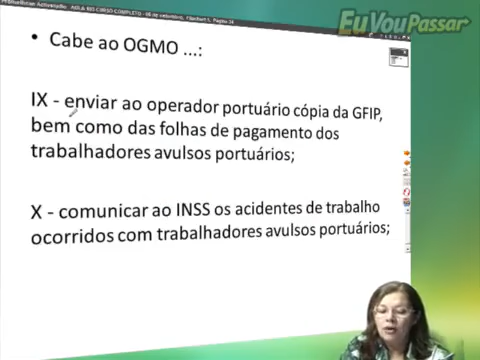 EuVouPassar
• Cabe ao OGMO ...:
IX - enviar ao operador portuário cópia da GFIP,
bem como das folhas de pagamento dos
trabalhadores avulsos portuários;
X - comunicar ao INSS os acidentes de trabalho
ocorridos com trabalhadores avulsos portuários;